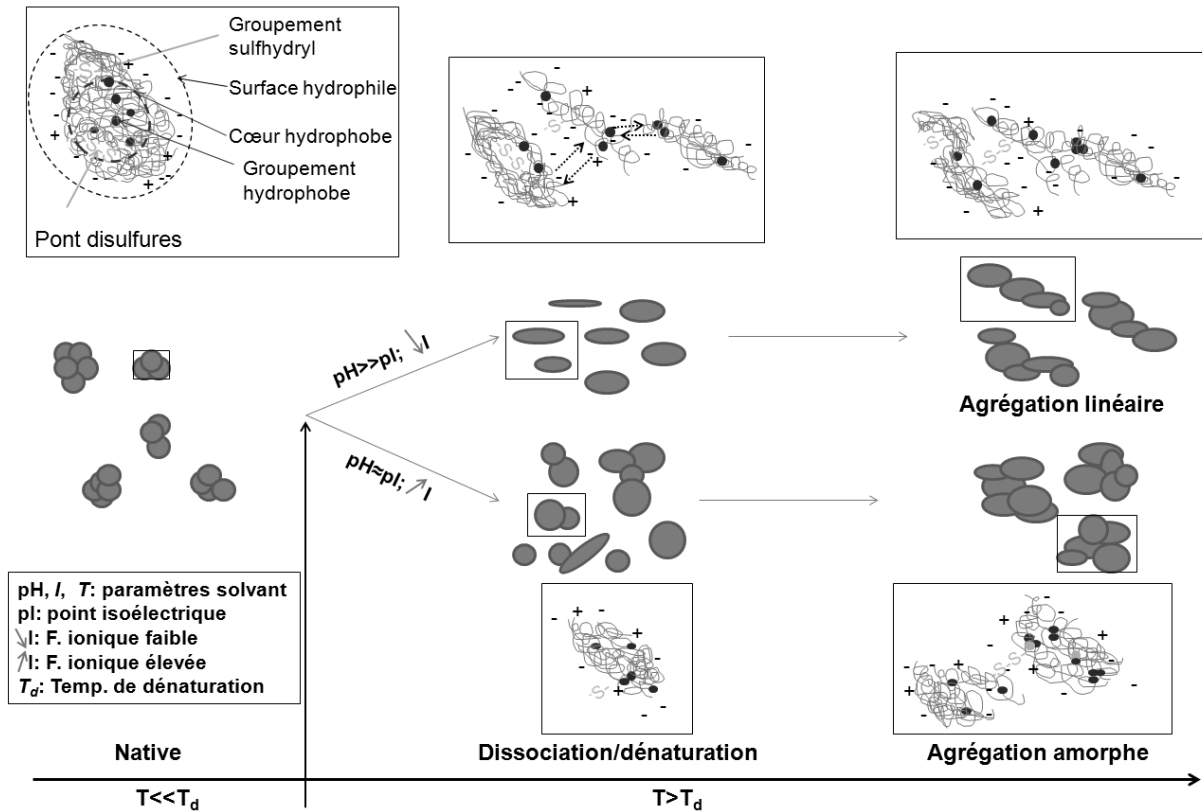 Groupement
sulfhydryl
Surface hydrophile
Cœur hydrophobe
Groupement
hydrophobe
Pont disulfures
pH>>pI; ↘I
pH≈pI; ↗I
Agrégation linéaire
pH, I, T: paramètres solvant
pI: point isoélectrique
↘I: F. ionique faible
↗I: F. ionique élevée
Td: Temp. de dénaturation
Native
Dissociation/dénaturation
Agrégation amorphe
T<<Td
T>Td